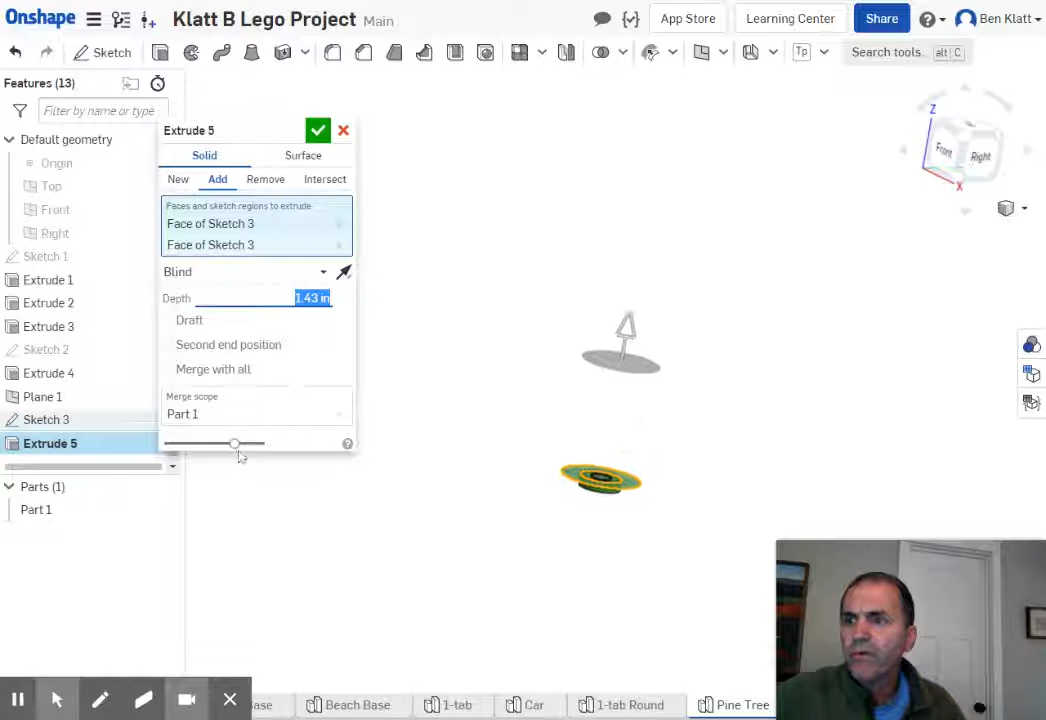 Onshape Klatt B Lego Project Main App Store Learning Center Share Ben Klatt
Sketch Tp Search tools... alt C
Features (13)
Filter by name or type
Default geometry
Origin
Top
Front
Right
Sketch 1
Extrude 1
Extrude 2
Extrude 3
Sketch 2
Extrude 4
Plane 1
Sketch 3
Extrude 5
Parts (1)
Part 1
Extrude 5
Solid Surface
New Add Remove Intersect
Faces and sketch regions to extrude
Face of Sketch 3
Face of Sketch 3
Blind
Depth 1.43 in
Draft
Second end position
Merge with all
Merge scope
Part 1
Z
Front Right
X
Base Beach Base 1-tab Car 1-tab Round Pine Tree